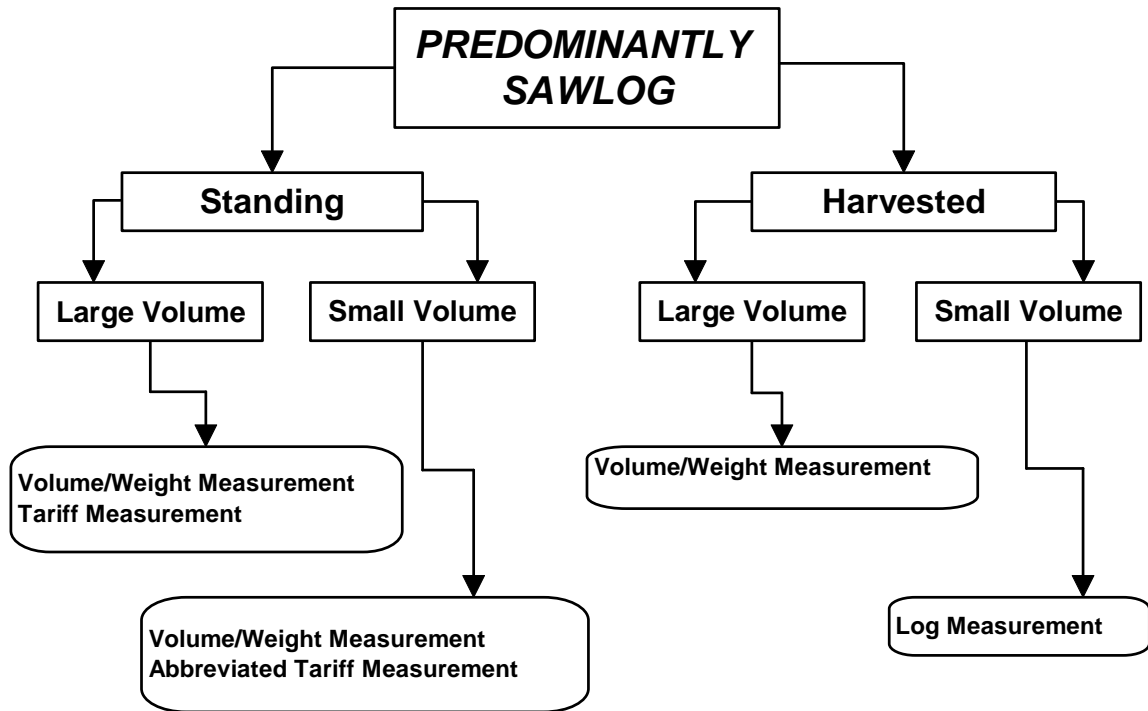 PREDOMINANTLY
SAWLOG
Standing
Harvested
Large Volume
Small Volume
Large Volume
Small Volume
Volume/Weight Measurement
Tariff Measurement
Volume/Weight Measurement
Volume/Weight Measurement
Abbreviated Tariff Measurement
Log Measurement